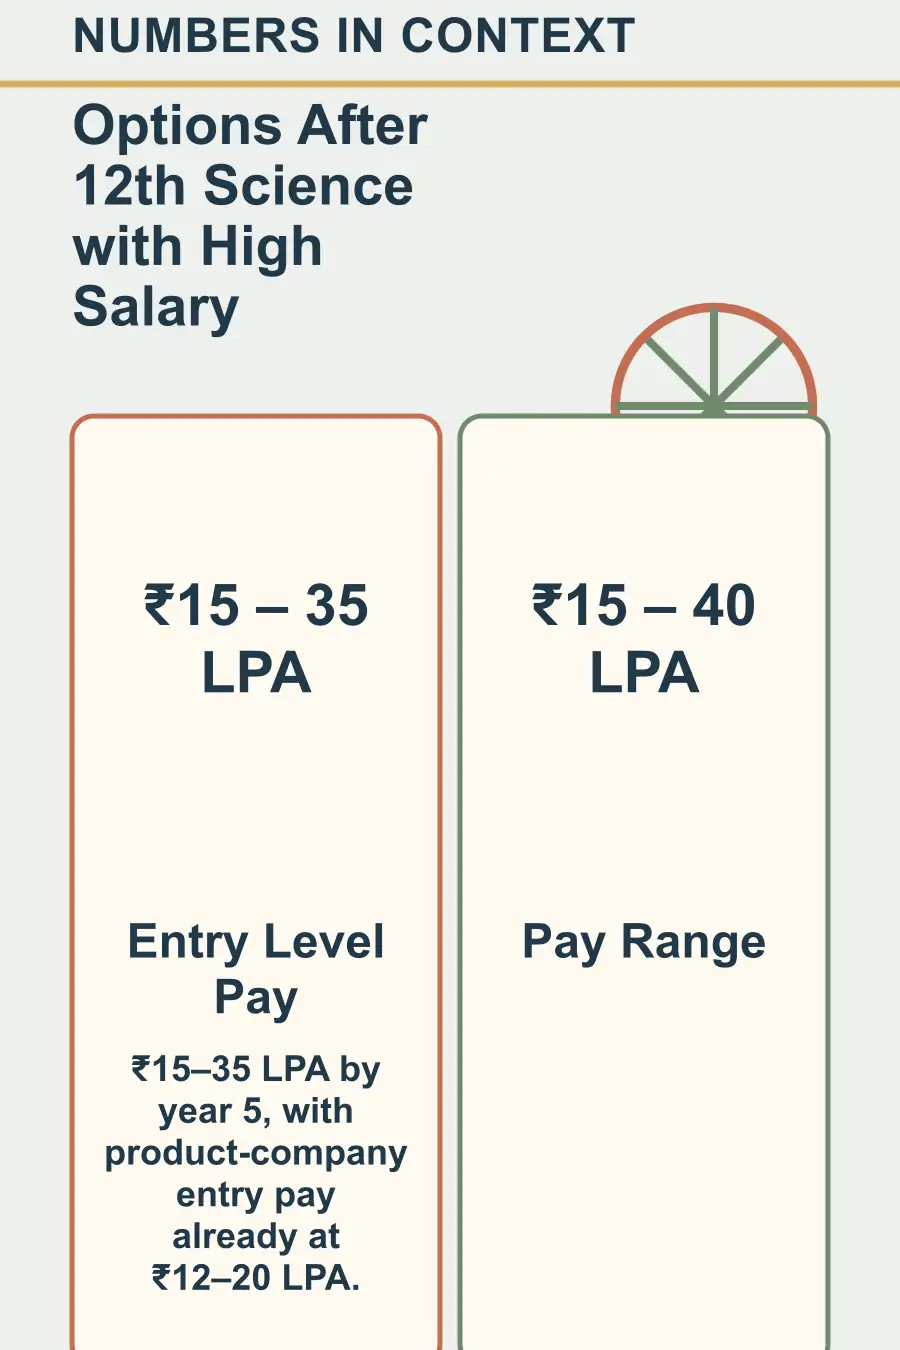 NUMBERS IN CONTEXT
Options After
12th Science
with High
Salary
₹15 – 35
LPA
Entry Level
Pay
₹15–35 LPA by
year 5, with
product-company
entry pay
already at
₹12–20 LPA.
₹15 – 40
LPA
Pay Range